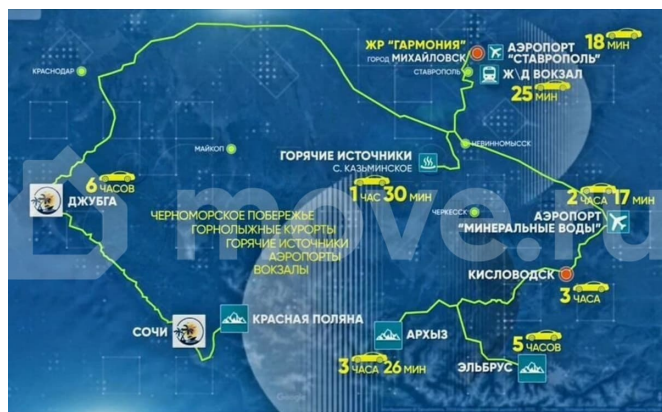 ЖР "ГАРМОНИЯ"
ГОРОД МИХАЙЛОВСК
АЭРОПОРТ
"СТАВРОПОЛЬ"
18 МИН
КРАСНОДАР
СТАВРОПОЛЬ
Ж\Д ВОКЗАЛ
25 МИН
МАЙКОП
НЕВИННОМЫССК
ГОРЯЧИЕ ИСТОЧНИКИ
С. КАЗЬМИНСКОЕ
1 ЧАС 30 МИН
6 ЧАСОВ
ДЖУБГА
move.ru
2 ЧАСА 17 МИН
ЧЕРКЕССК
АЭРОПОРТ
"МИНЕРАЛЬНЫЕ ВОДЫ"
ЧЕРНОМОРСКОЕ ПОБЕРЕЖЬЕ
ГОРНОЛЫЖНЫЕ КУРОРТЫ
ГОРЯЧИЕ ИСТОЧНИКИ
АЭРОПОРТЫ
ВОКЗАЛЫ
КИСЛОВОДСК
3 ЧАСА
СОЧИ
КРАСНАЯ ПОЛЯНА
АРХЫЗ
3 ЧАСА 26 МИН
5 ЧАСОВ
ЭЛЬБРУС
Google